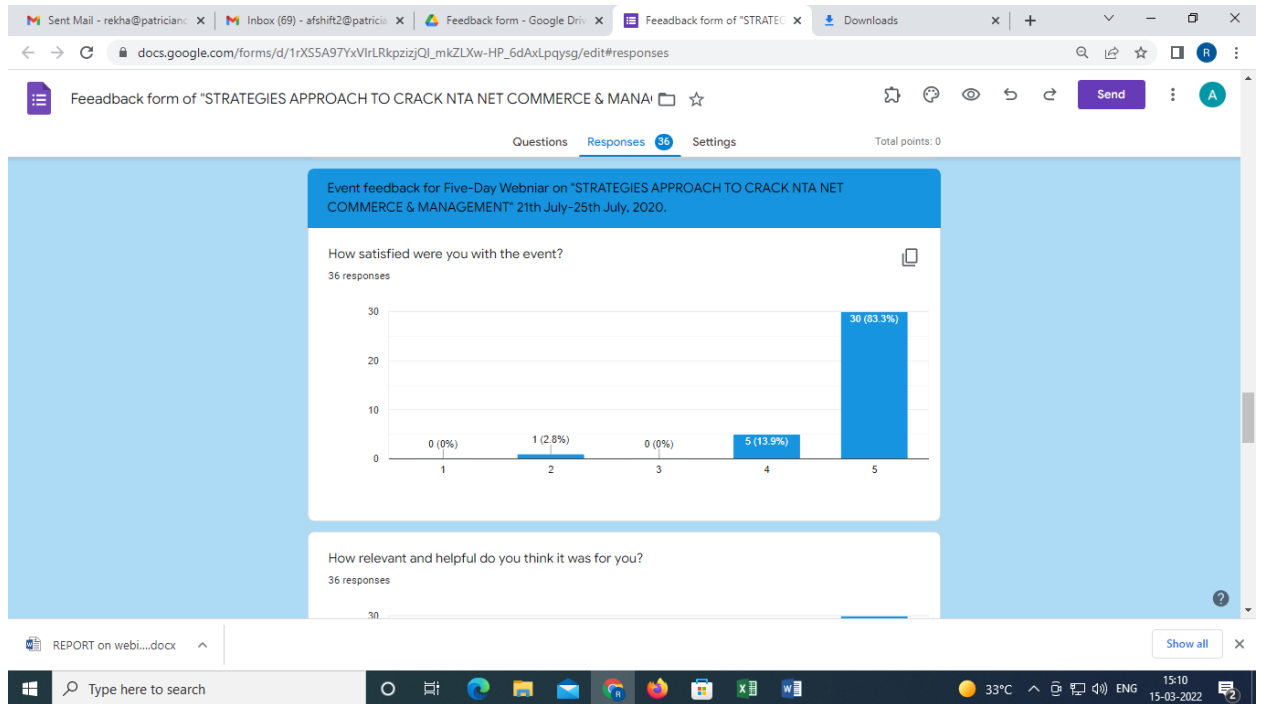 Sent Mail - rekha@patricianc
Inbox (69) - afshift2@patricia
Feedback form - Google Driv
Feeadback form of "STRATEG
Downloads
docs.google.com/forms/d/1rXS5A97YxVIrLRkpzizjQI_mkZLXw-HP_6dAxLpqysg/edit#responses
R
Feeadback form of "STRATEGIES APPROACH TO CRACK NTA NET COMMERCE & MANA
Send
A
Questions Responses 36 Settings
Total points: 0
Event feedback for Five-Day Webniar on "STRATEGIES APPROACH TO CRACK NTA NET
COMMERCE & MANAGEMENT" 21th July-25th July, 2020.
How satisfied were you with the event?
36 responses
30
20
10
0
0 (0%)
1 (2.8%)
0 (0%)
5 (13.9%)
30 (83.3%)
1 2 3 4 5
How relevant and helpful do you think it was for you?
36 responses
30
REPORT on webi....docx
Show all
Type here to search
33°C
ENG
15:10
15-03-2022
2